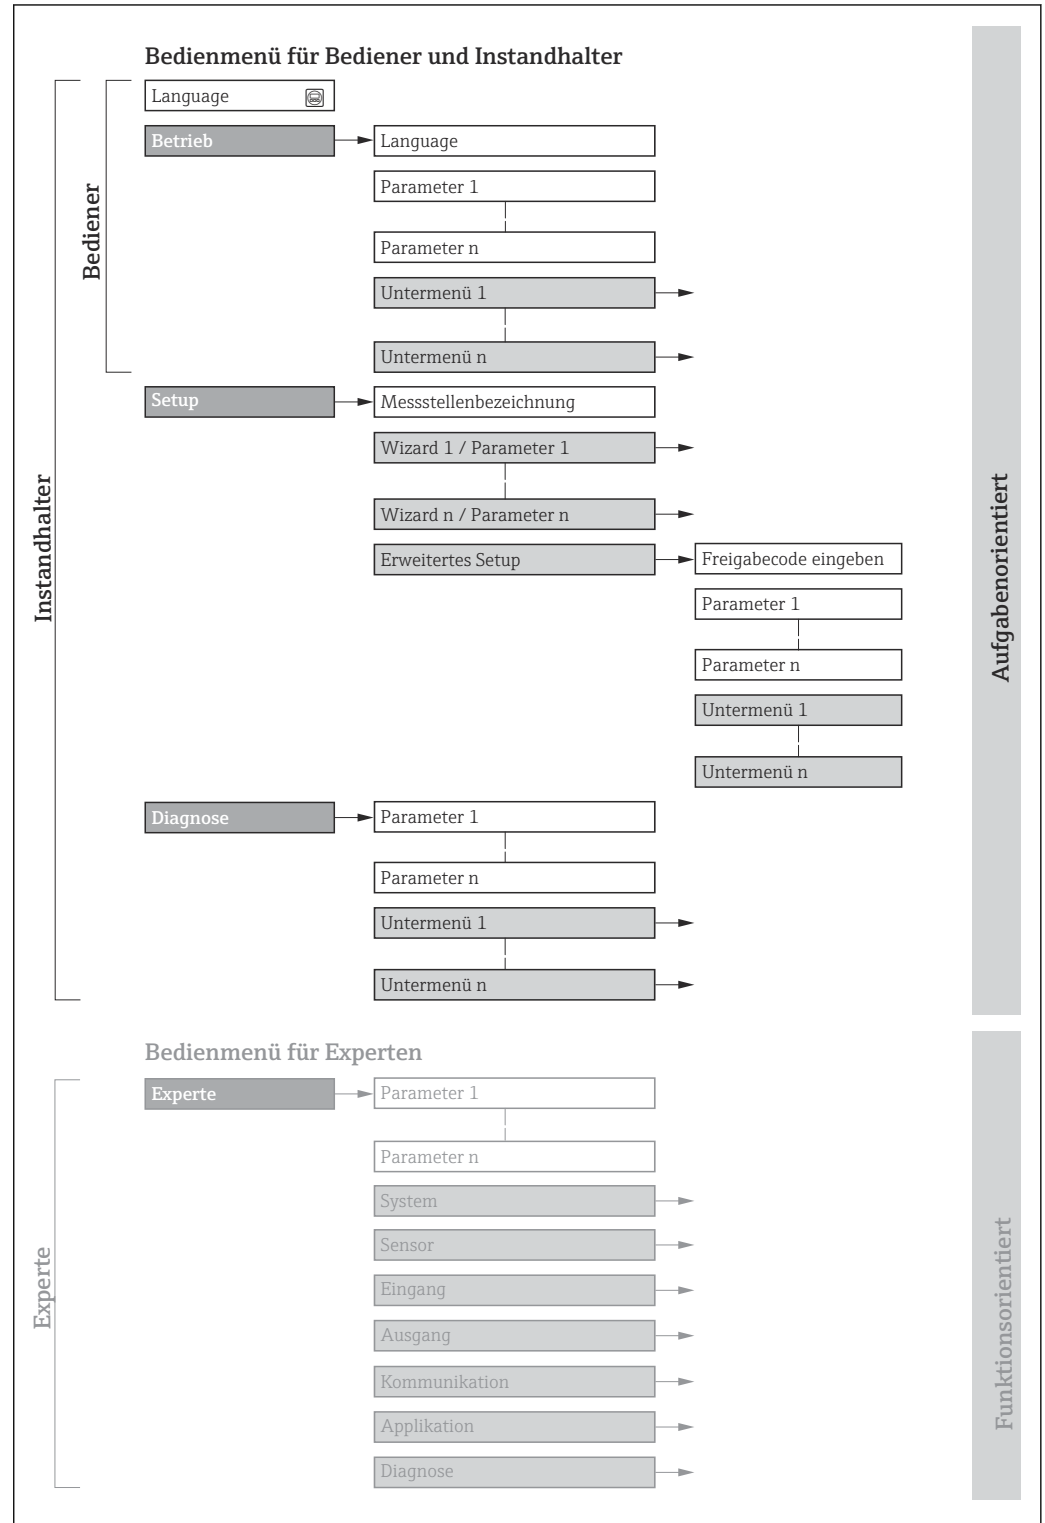 Bedienmenü für Bediener und Instandhalter
Language
Betrieb
Language
Parameter 1
Parameter n
Untermenü 1
Untermenü n
Bediener
Setup
Messstellenbezeichnung
Wizard 1 / Parameter 1
Wizard n / Parameter n
Erweitertes Setup
Freigabecode eingeben
Parameter 1
Parameter n
Untermenü 1
Untermenü n
Instandhalter
Aufgabenorientiert
Diagnose
Parameter 1
Parameter n
Untermenü 1
Untermenü n
Bedienmenü für Experten
Experte
Parameter 1
Parameter n
System
Sensor
Eingang
Ausgang
Kommunikation
Applikation
Diagnose
Experte
Funktionsorientiert